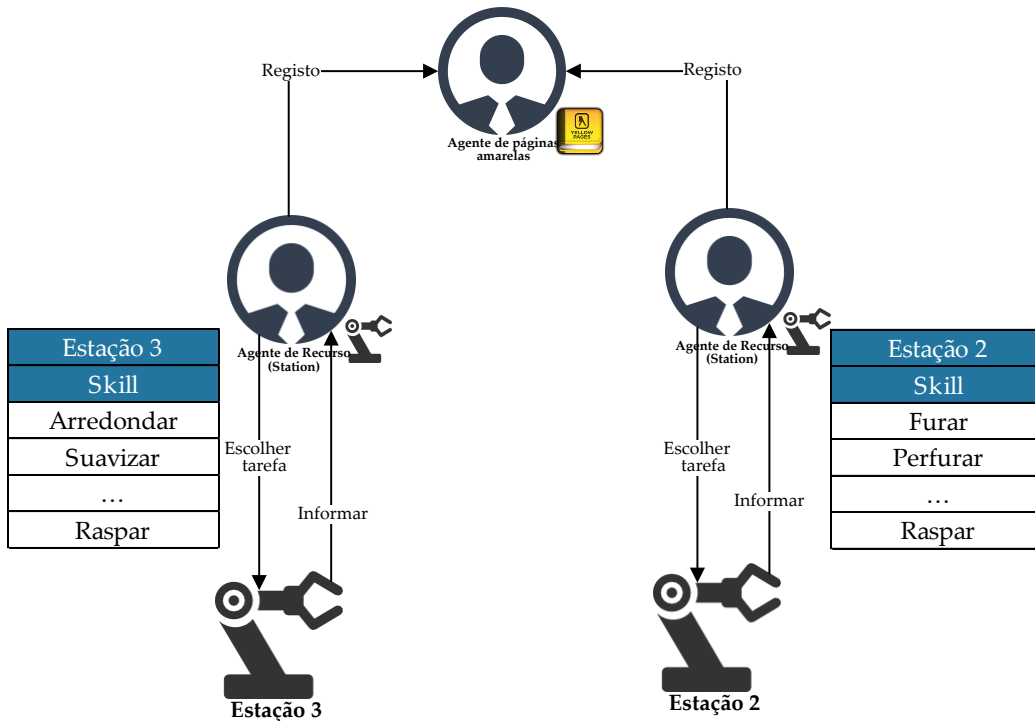 Registo
Registo
YELLOW
PAGES
Agente de páginas
amarelas
Agente de Recurso
(Station)
Agente de Recurso
(Station)
Estação 3
Skill
Arredondar
Suavizar
…
Raspar
Estação 2
Skill
Furar
Perfurar
…
Raspar
Escolher
tarefa
Informar
Escolher
tarefa
Informar
Estação 3
Estação 2